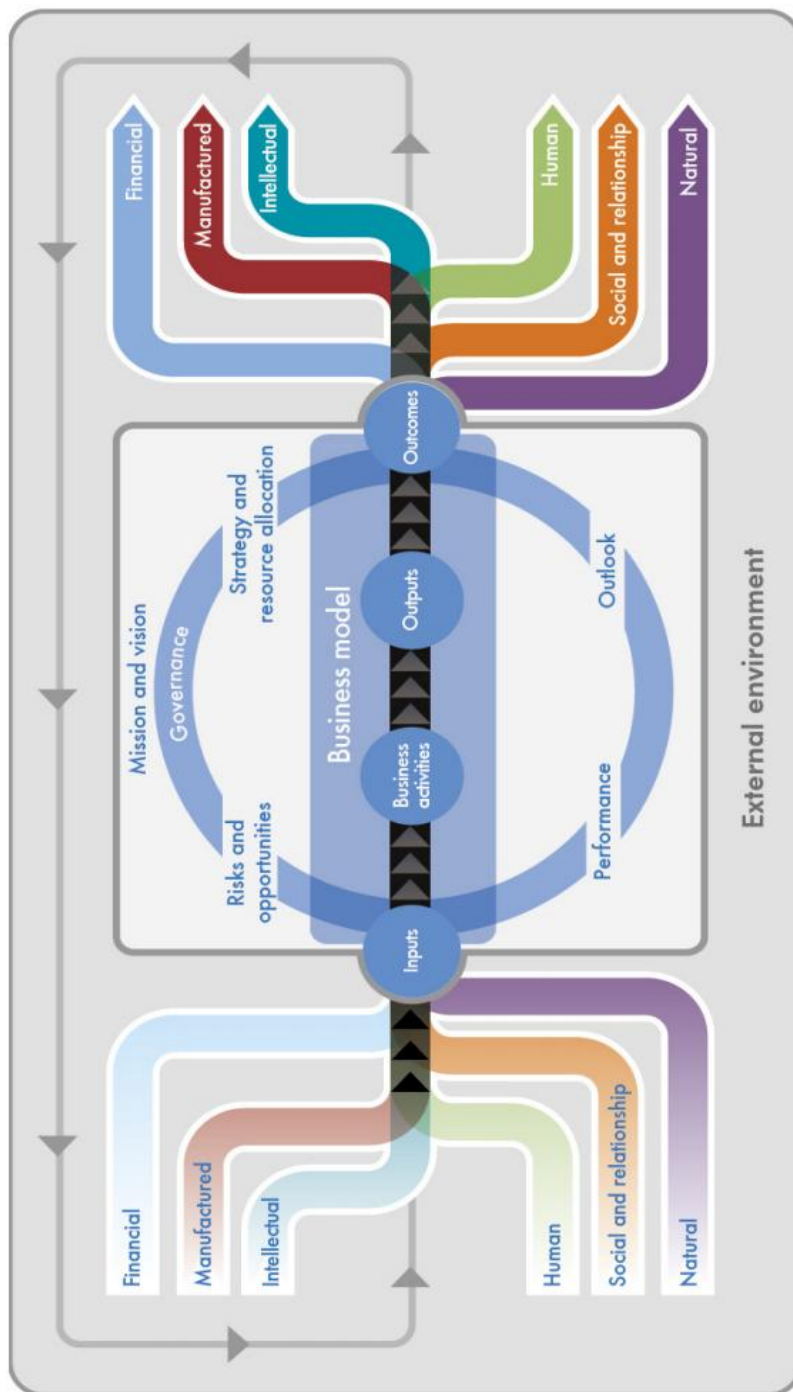 Financial
Manufactured
Intellectual
Human
Social and relationship
Natural
Mission and vision
Governance
Risks and
opportunities
Strategy and
resource allocation
Business model
Inputs
Business
activities
Outputs
Outcomes
Performance
Outlook
Financial
Manufactured
Intellectual
Human
Social and relationship
Natural
External environment